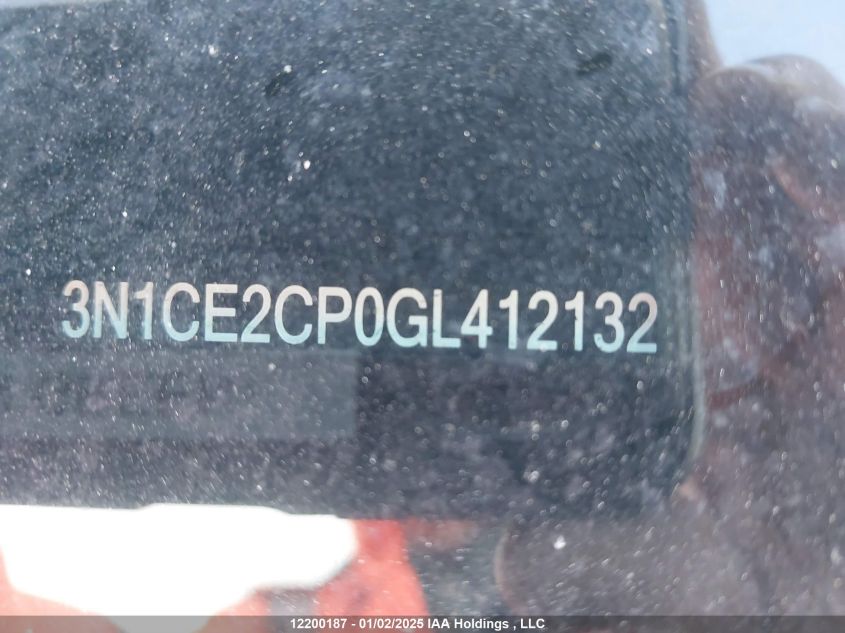 3N1CE2CP0GL412132
12200187 - 01/02/2025 IAA Holdings , LLC